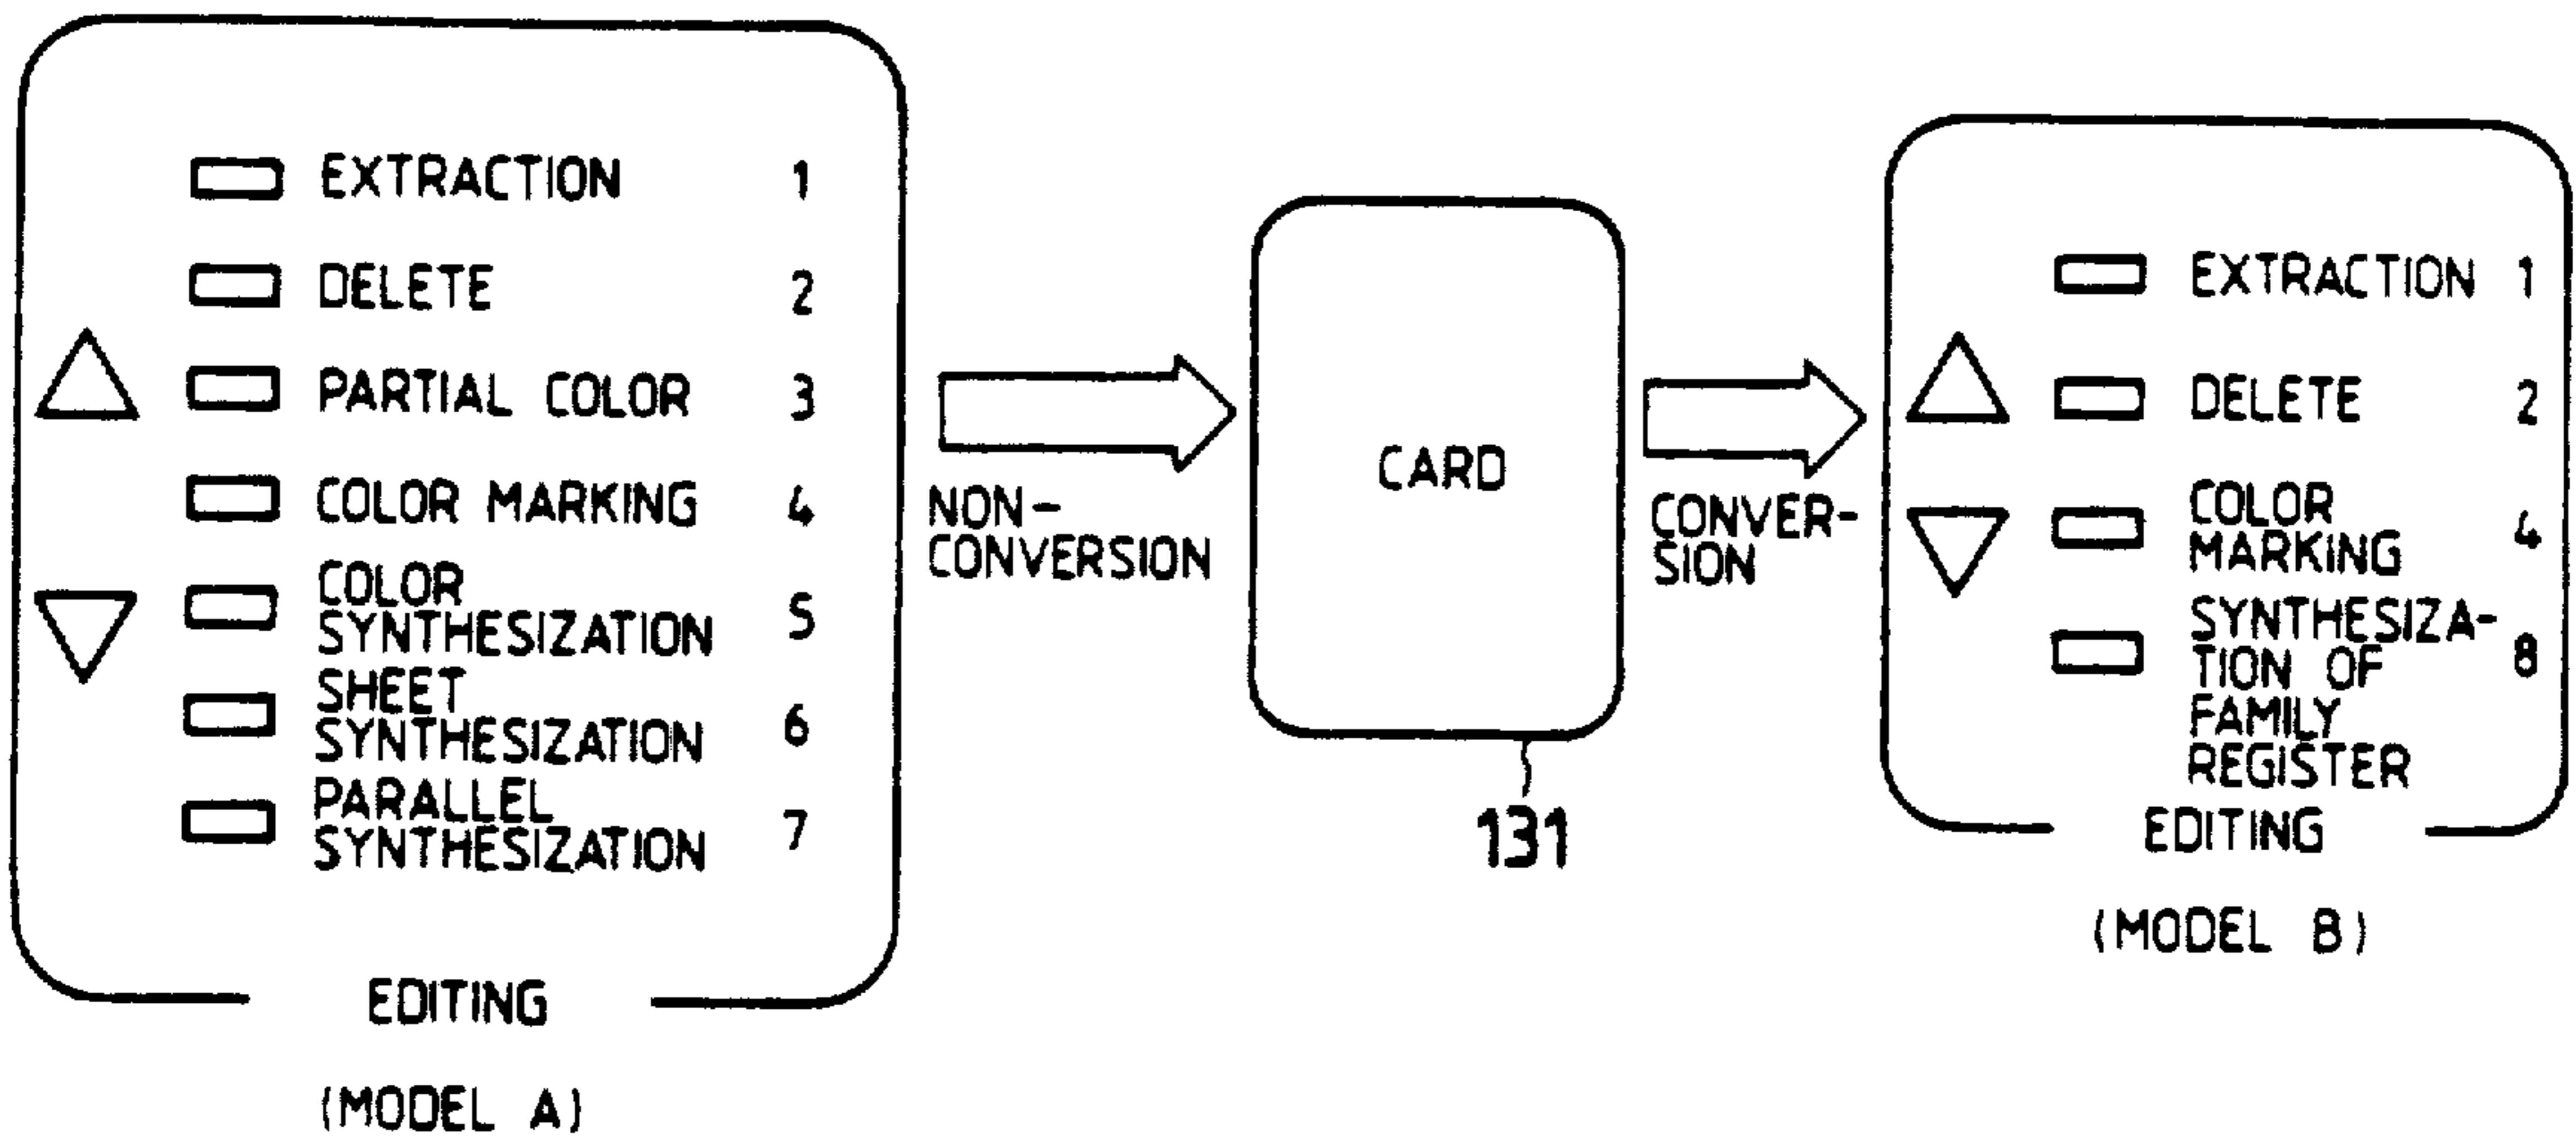 EXTRACTION 1
DELETE 2
PARTIAL COLOR 3
COLOR MARKING 4
COLOR
SYNTHESIZATION 5
SHEET
SYNTHESIZATION 6
PARALLEL
SYNTHESIZATION 7
EDITING
(MODEL A)
NON-
CONVERSION
CARD
131
CONVER-
SION
EXTRACTION 1
DELETE 2
COLOR
MARKING 4
SYNTHESIZA-
TION OF 8
FAMILY
REGISTER
EDITING
(MODEL B)